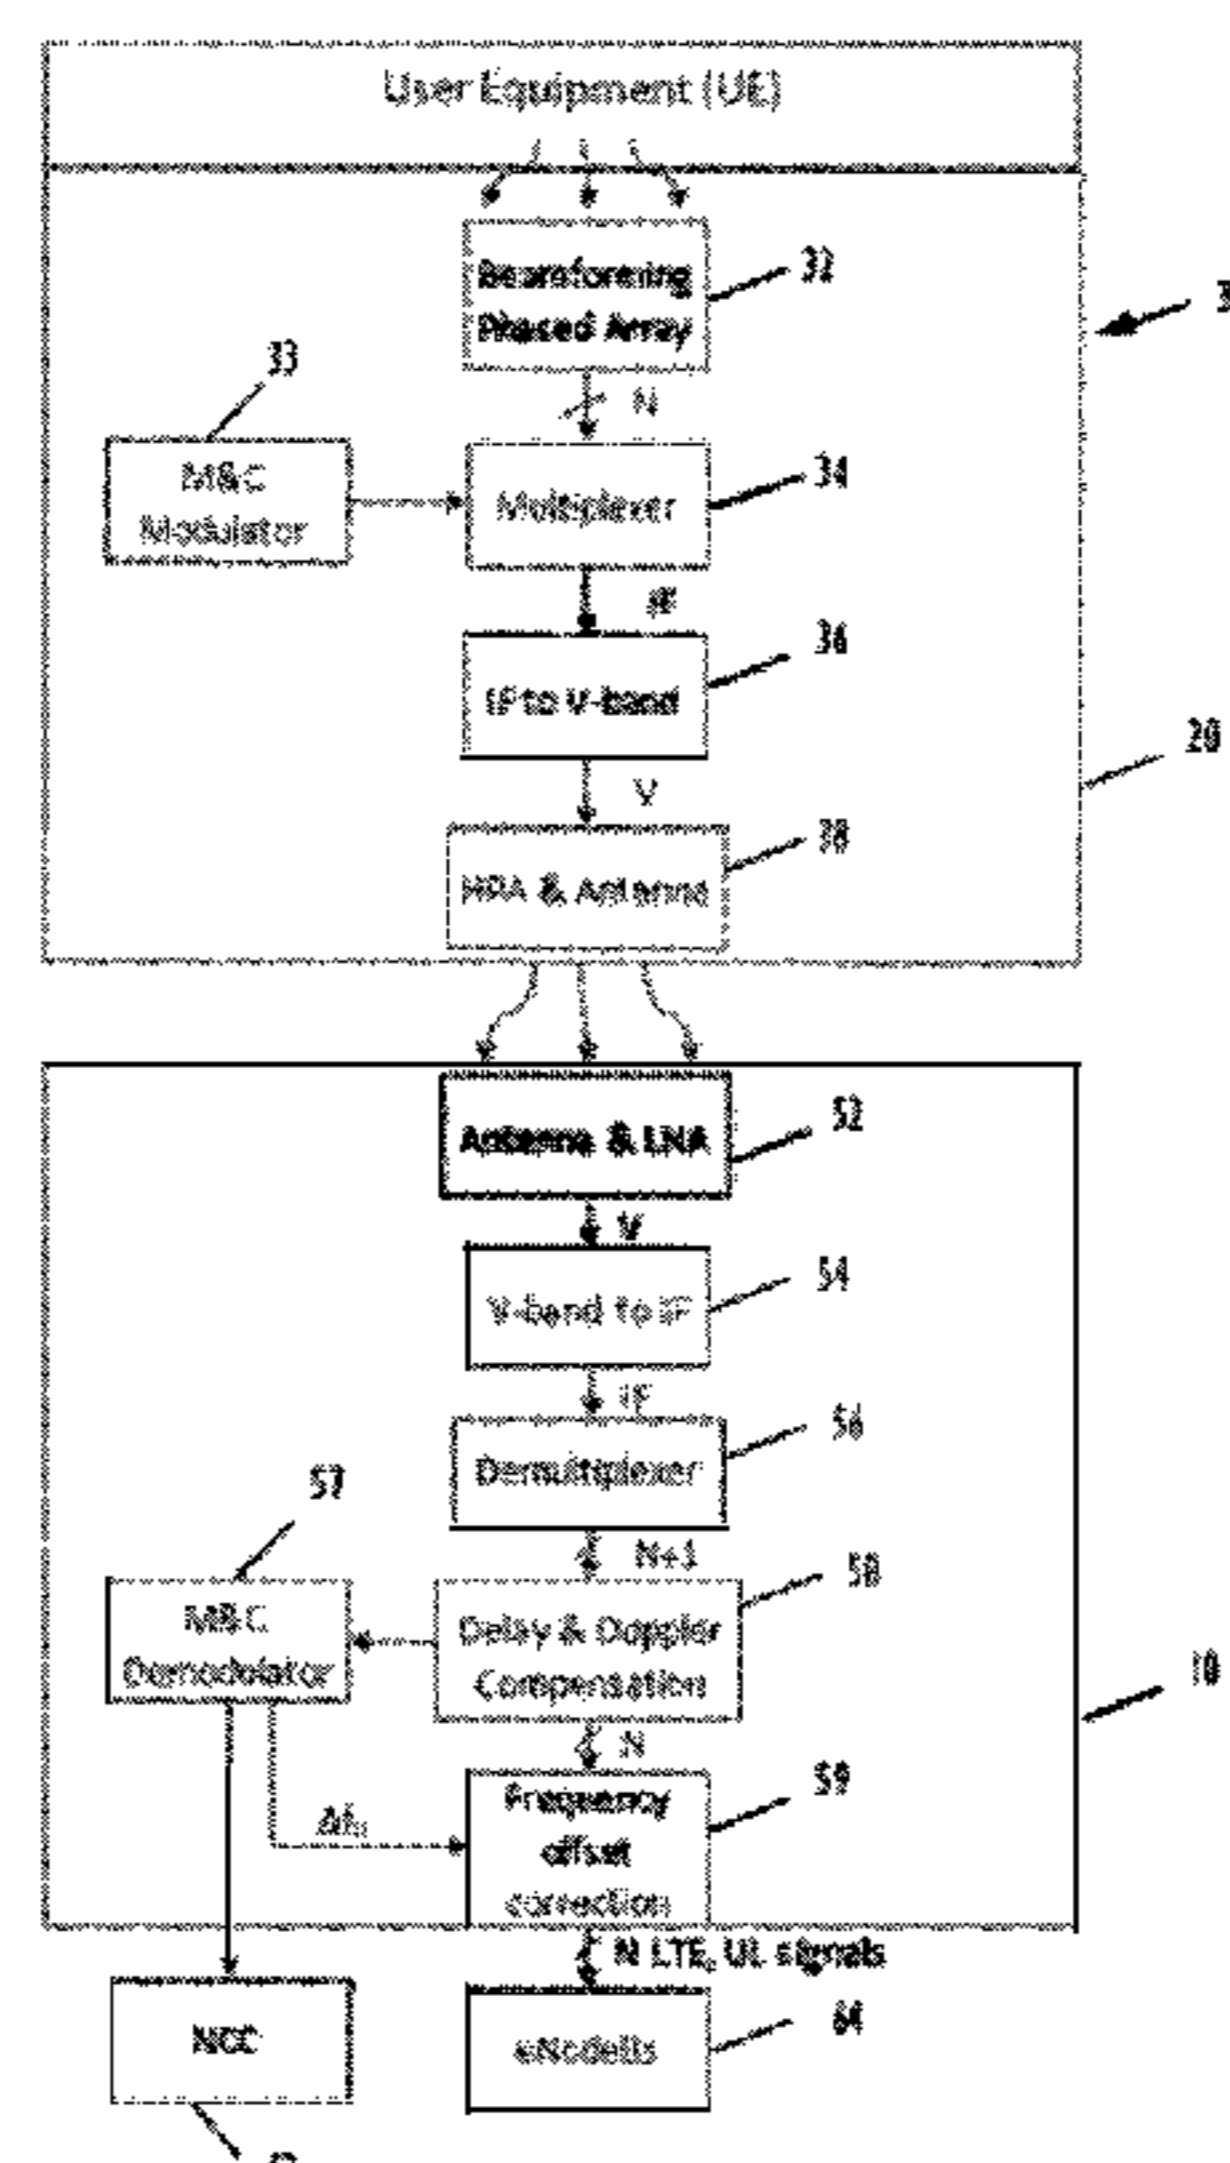 User Equipment (UE)
Beamforming
Phased Array
32
3
N
33
M&C
Modulator
Multiplexer
34
IF
IF to V-band
36
20
V
HPA & Antenna
38
Antenna & LNA
52
V
V-band to IF
54
IF
Demultiplexer
56
57
N+1
M&C
Demodulator
Delay & Doppler
Compensation
58
10
N
Frequency
offset
correction
59
N LTE, UL signals
NCC
eNodeBs
64